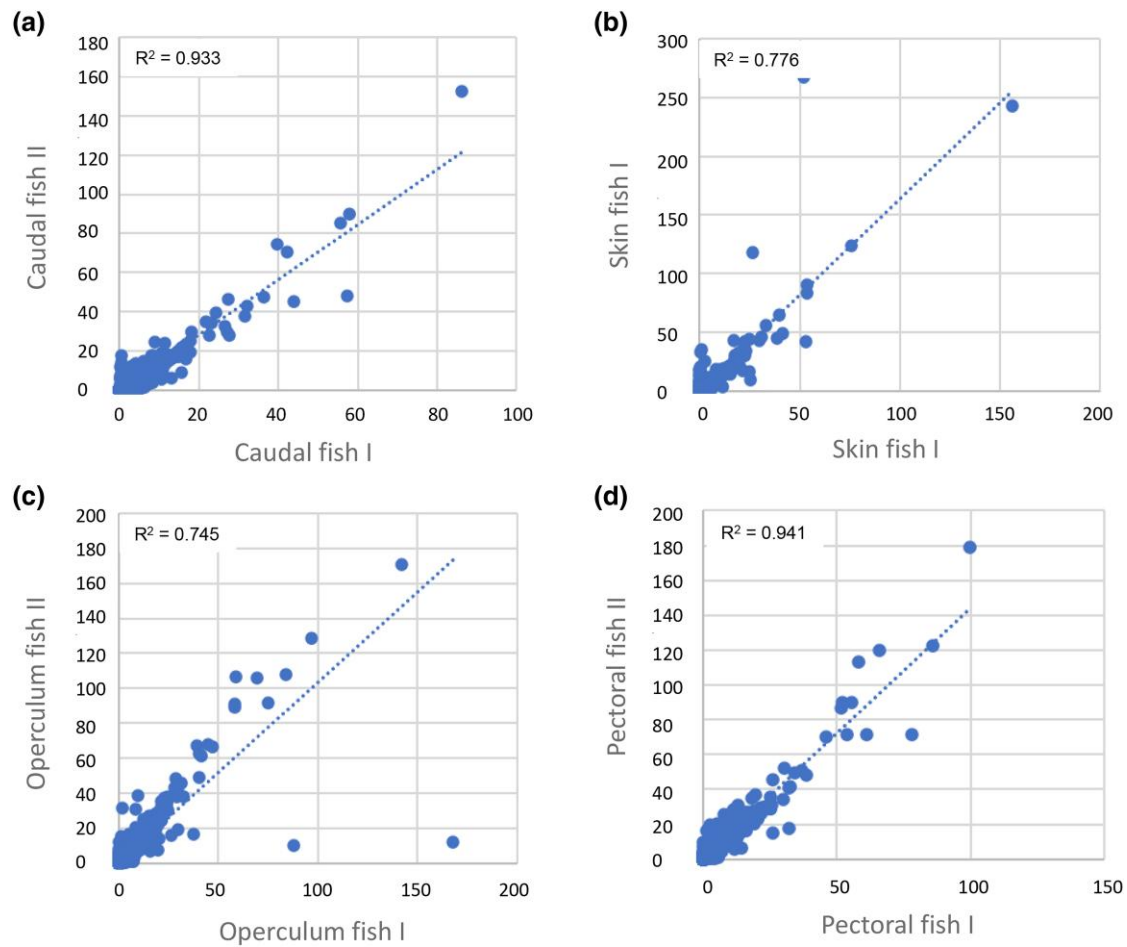 (a)
R² = 0.933
180
160
140
120
100
80
60
40
20
0
0 20 40 60 80 100
Caudal fish II
Caudal fish I
(b)
R² = 0.776
300
250
200
150
100
50
0
0 50 100 150 200
Skin fish I
Skin fish I
(c)
R² = 0.745
200
180
160
140
120
100
80
60
40
20
0
0 50 100 150 200
Operculum fish II
Operculum fish I
(d)
R² = 0.941
200
180
160
140
120
100
80
60
40
20
0
0 50 100 150
Pectoral fish II
Pectoral fish I